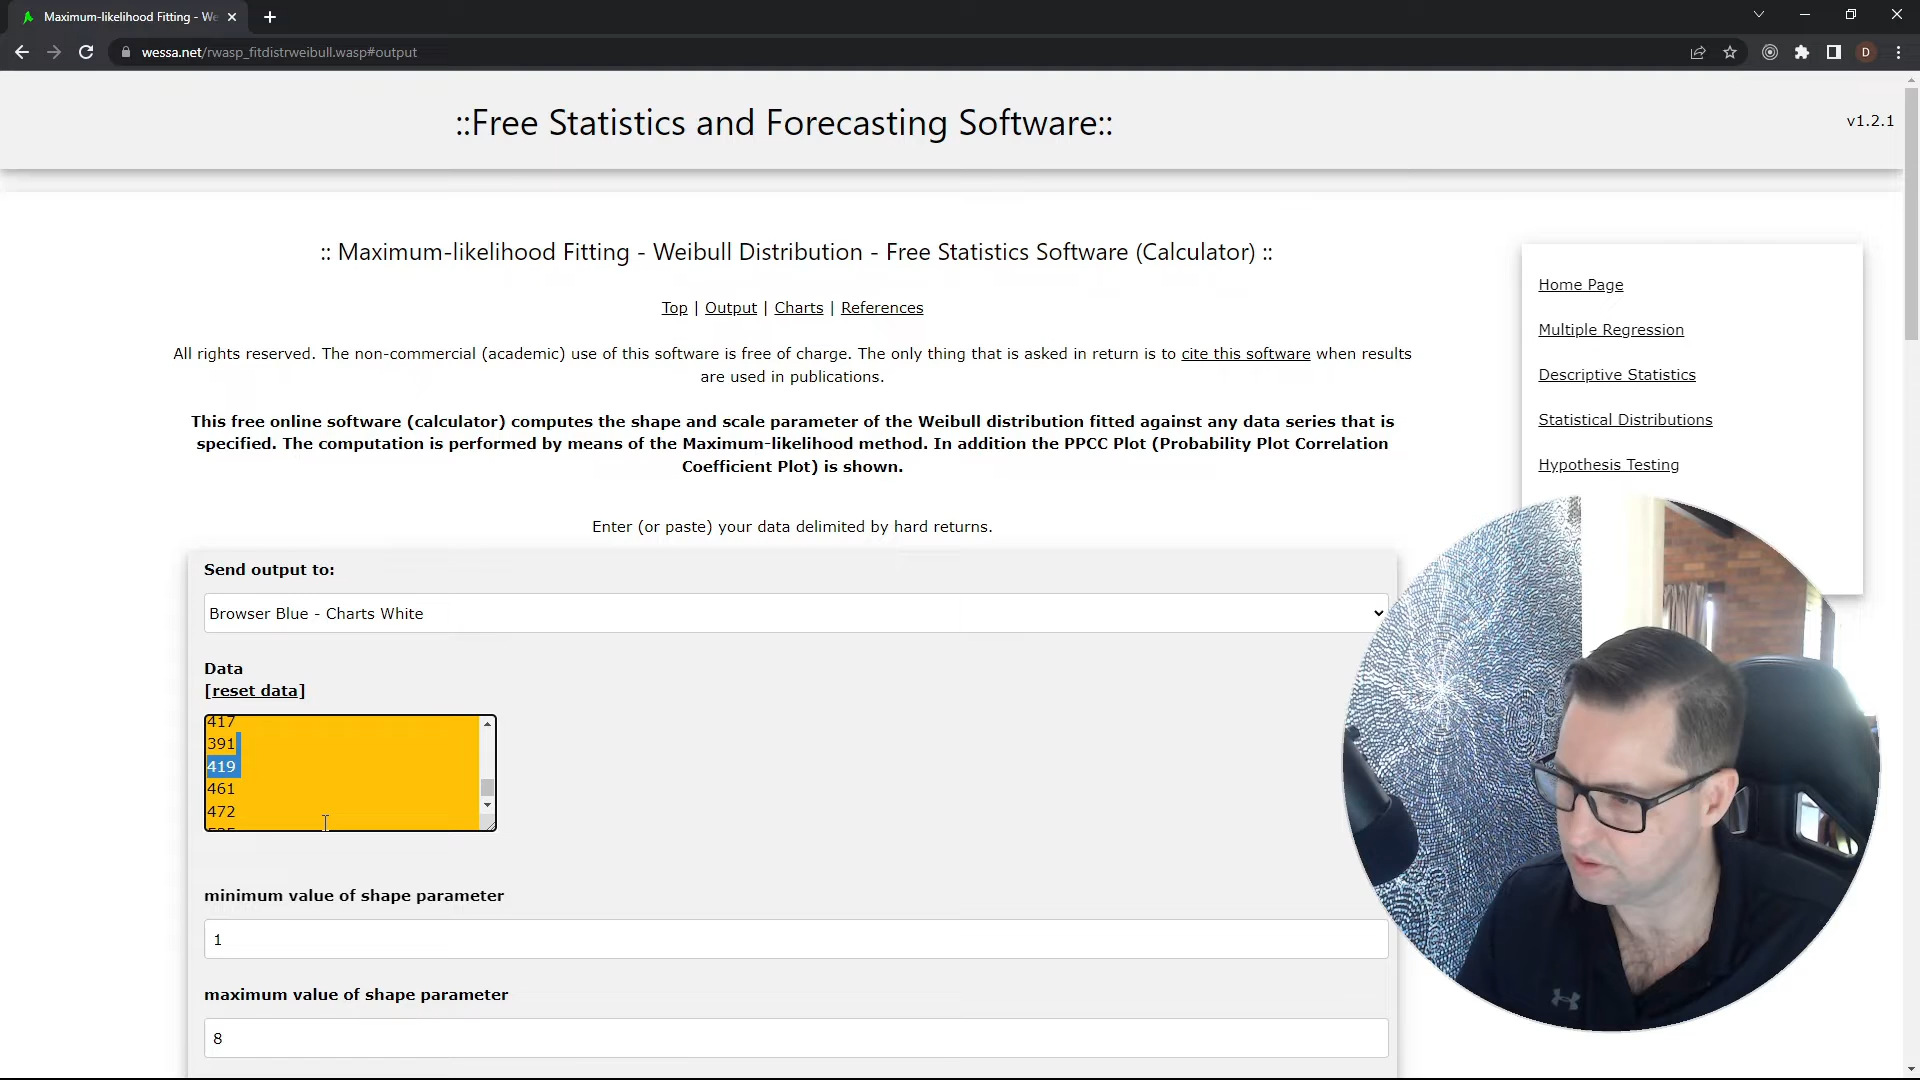 Maximum-likelihood Fitting - We
wessa.net/rwasp_fitdistrweibull.wasp#output
D
::Free Statistics and Forecasting Software::
v1.2.1
:: Maximum-likelihood Fitting - Weibull Distribution - Free Statistics Software (Calculator) ::
Top | Output | Charts | References
All rights reserved. The non-commercial (academic) use of this software is free of charge. The only thing that is asked in return is to cite this software when results
are used in publications.
This free online software (calculator) computes the shape and scale parameter of the Weibull distribution fitted against any data series that is
specified. The computation is performed by means of the Maximum-likelihood method. In addition the PPCC Plot (Probability Plot Correlation
Coefficient Plot) is shown.
Enter (or paste) your data delimited by hard returns.
Home Page
Multiple Regression
Descriptive Statistics
Statistical Distributions
Hypothesis Testing
Send output to:
Browser Blue - Charts White
Data
[reset data]
417
391
419
461
472
minimum value of shape parameter
1
maximum value of shape parameter
8